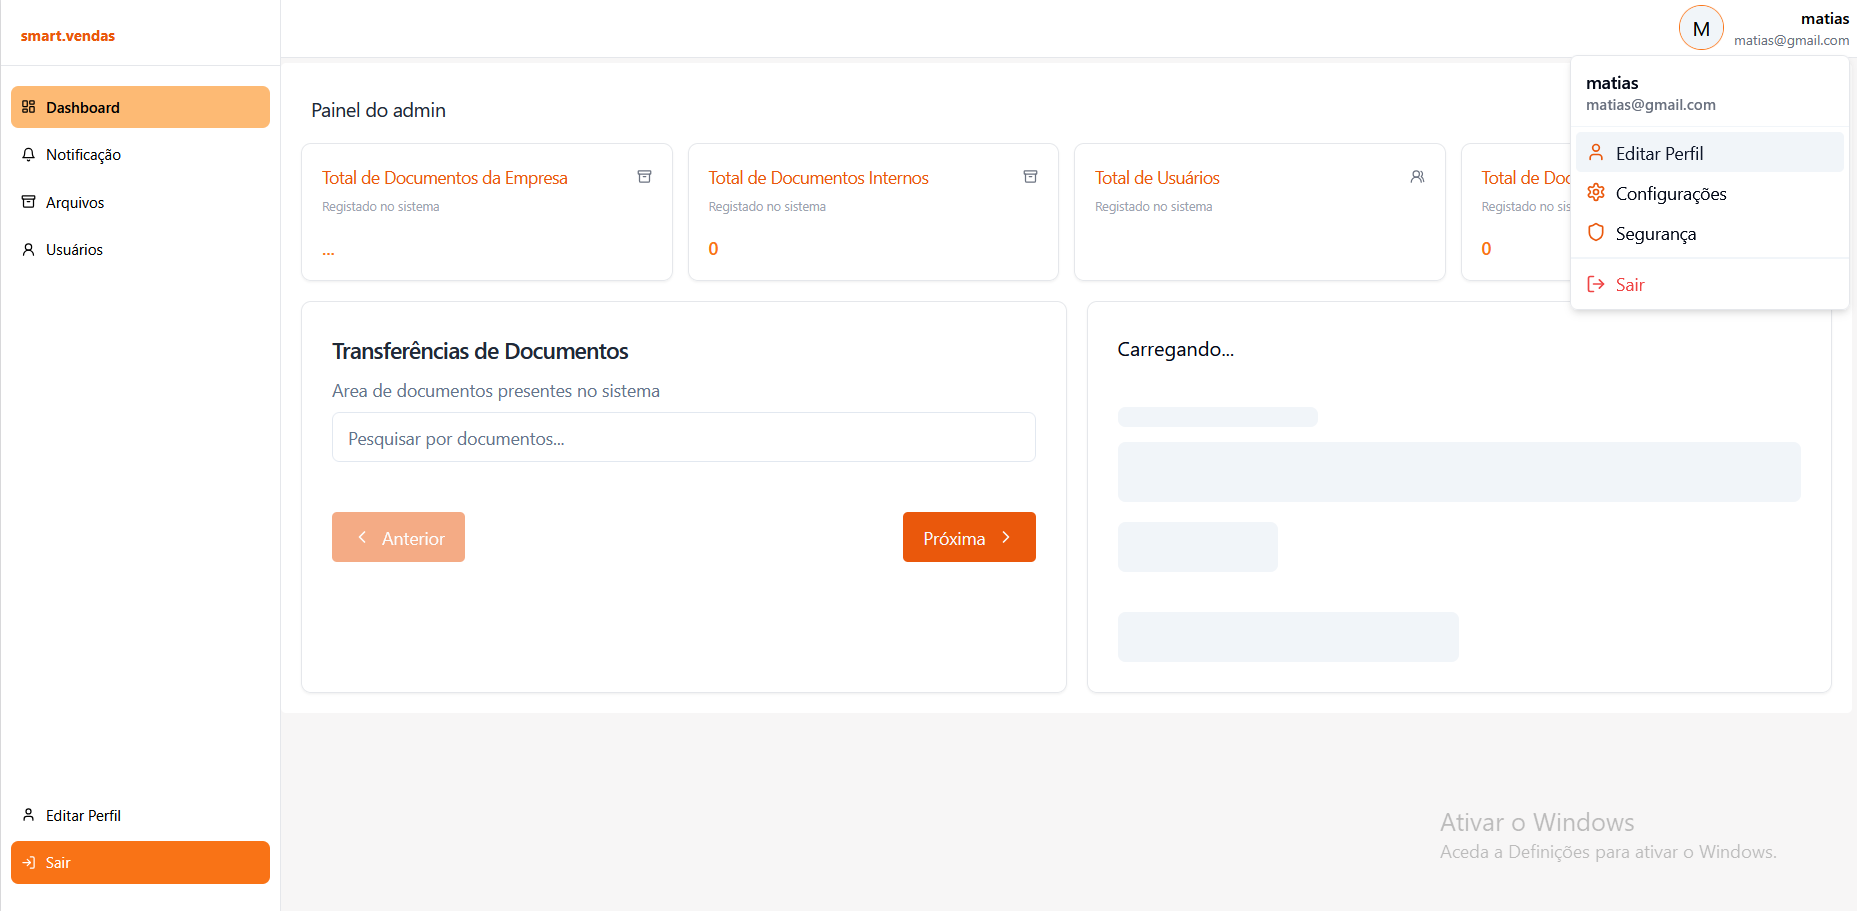 smart.vendas
Dashboard
Notificação
Arquivos
Usuários
Editar Perfil
Sair
M
matias
matias@gmail.com
matias
matias@gmail.com
Editar Perfil
Configurações
Segurança
Sair
Painel do admin
Total de Documentos da Empresa
Registado no sistema
...
Total de Documentos Internos
Registado no sistema
0
Total de Usuários
Registado no sistema
Total de Doc
Registado no sis
0
Transferências de Documentos
Area de documentos presentes no sistema
Pesquisar por documentos...
Anterior
Próxima
Carregando...
Ativar o Windows
Aceda a Definições para ativar o Windows.